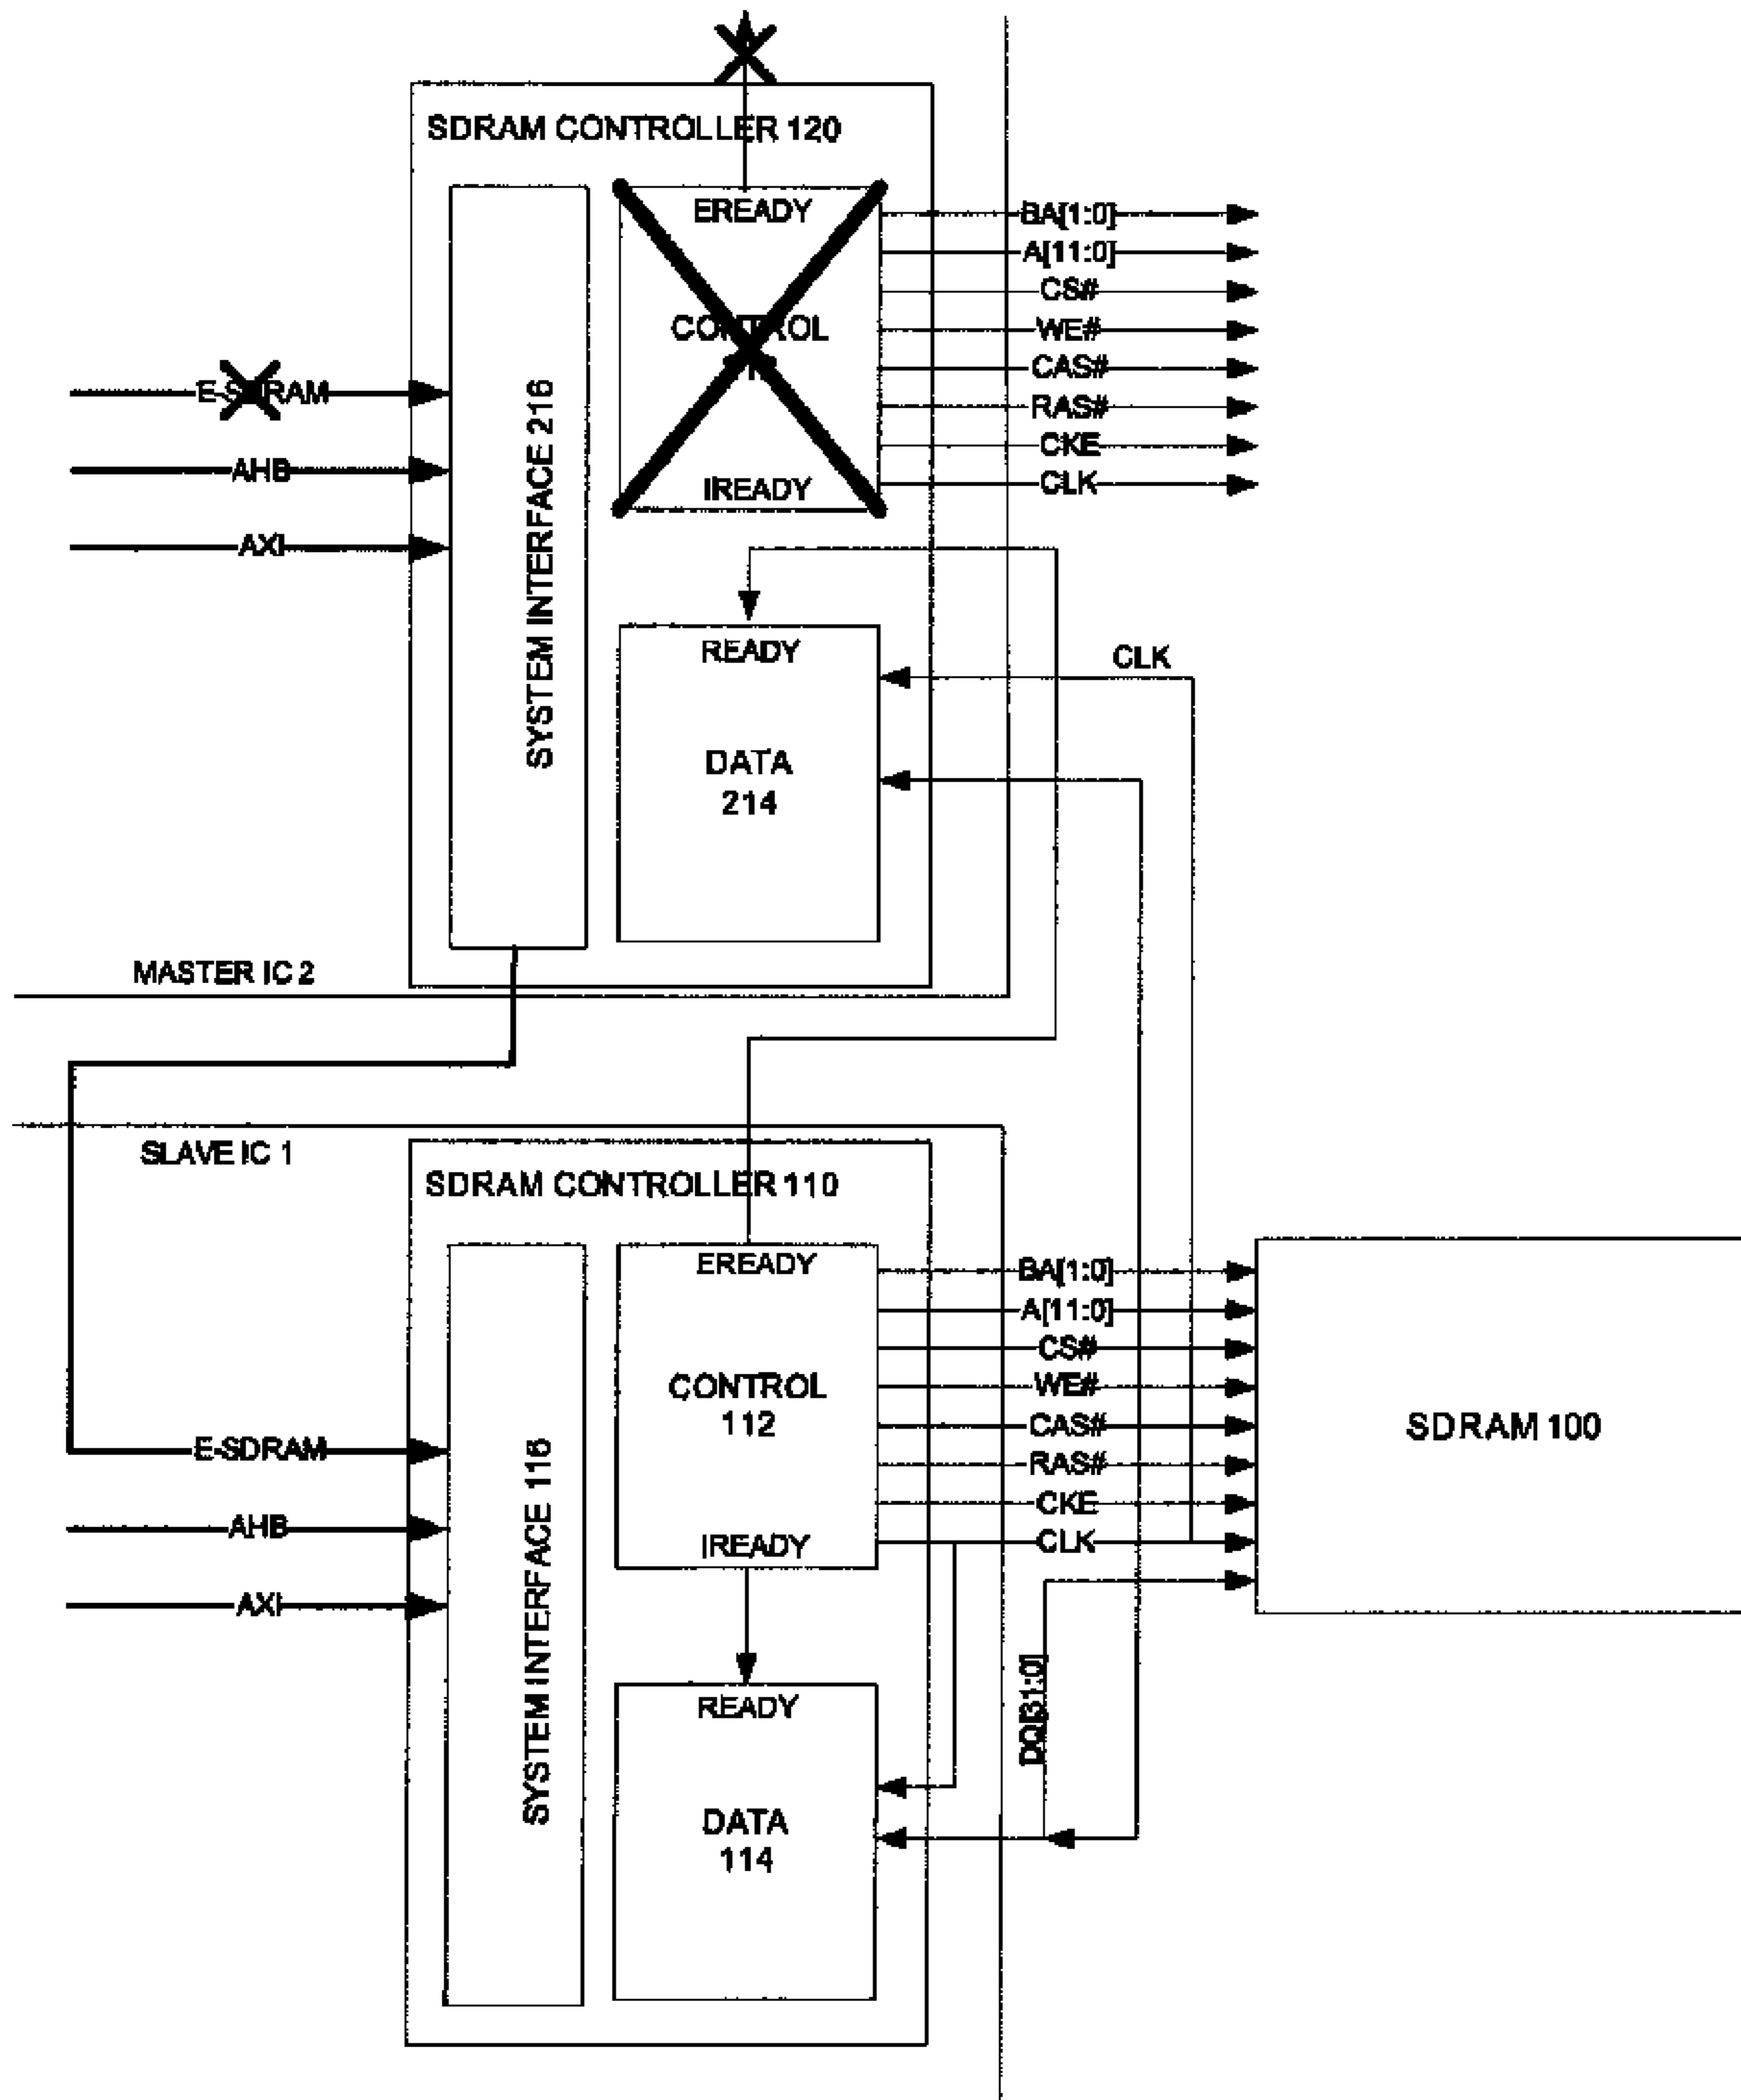 SDRAM CONTROLLER 120
EREADY
CONTROL
IREADY
SYSTEM INTERFACE 216
E-SDRAM
AHB
AXI
BA[1:0]
A[11:0]
CS#
WE#
CAS#
RAS#
CKE
CLK
READY
DATA
214
CLK
MASTER IC 2
SLAVE IC 1
SDRAM CONTROLLER 110
EREADY
CONTROL
112
IREADY
SYSTEM INTERFACE 116
E-SDRAM
AHB
AXI
BA[1:0]
A[11:0]
CS#
WE#
CAS#
RAS#
CKE
CLK
SDRAM 100
DQ[31:0]
READY
DATA
114